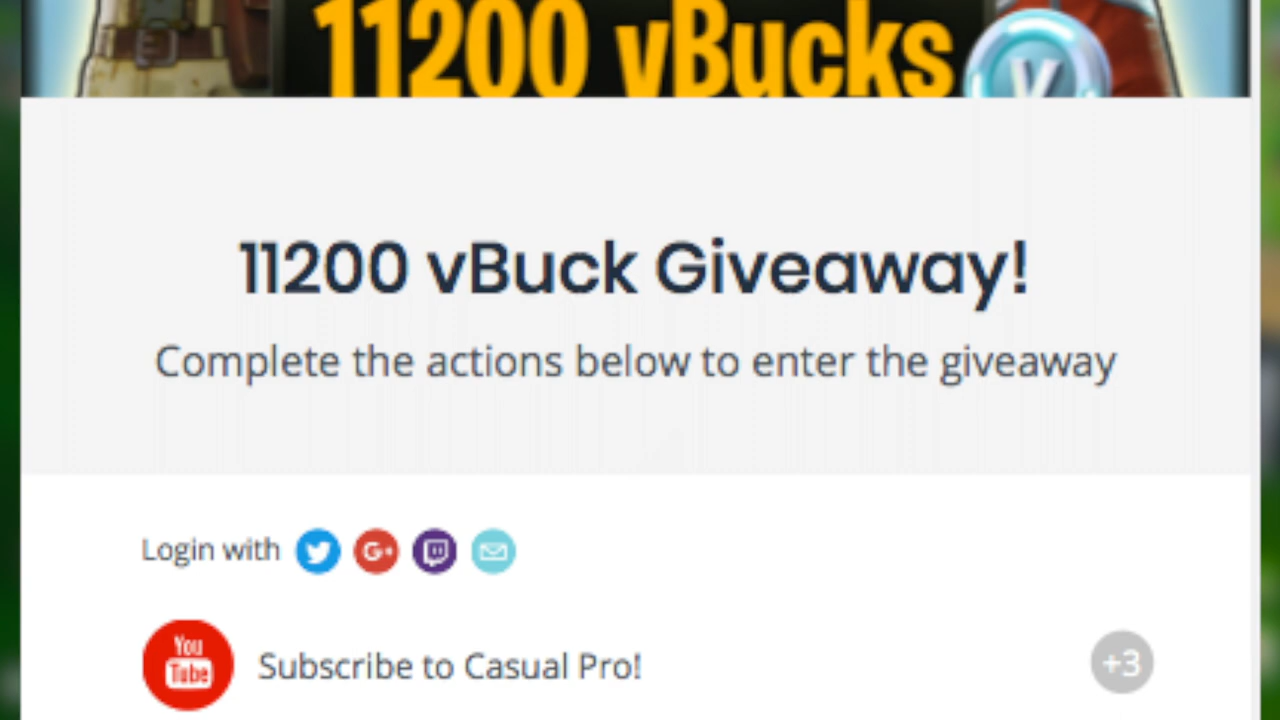 11200 vBucks
V
11200 vBuck Giveaway!
Complete the actions below to enter the giveaway
Login with G+
You
Tube
Subscribe to Casual Pro! +3